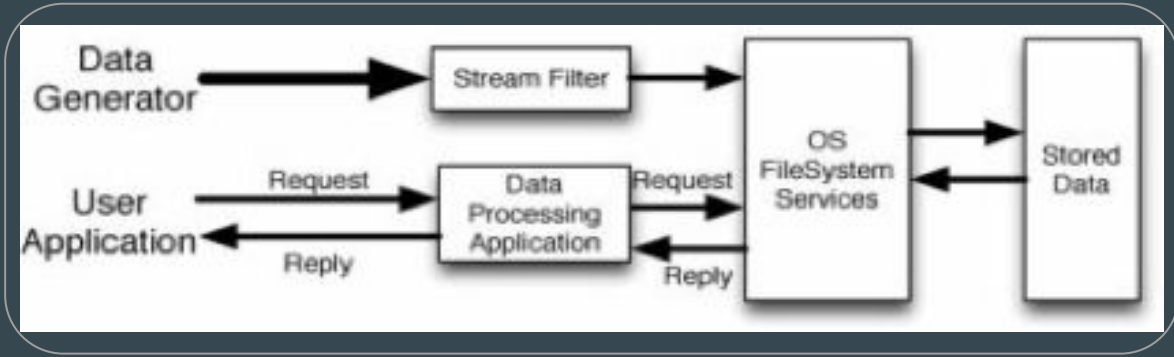 Data
Generator
Stream Filter
User
Application
Request
Reply
Data
Processing
Application
Request
Reply
OS
FileSystem
Services
Stored
Data